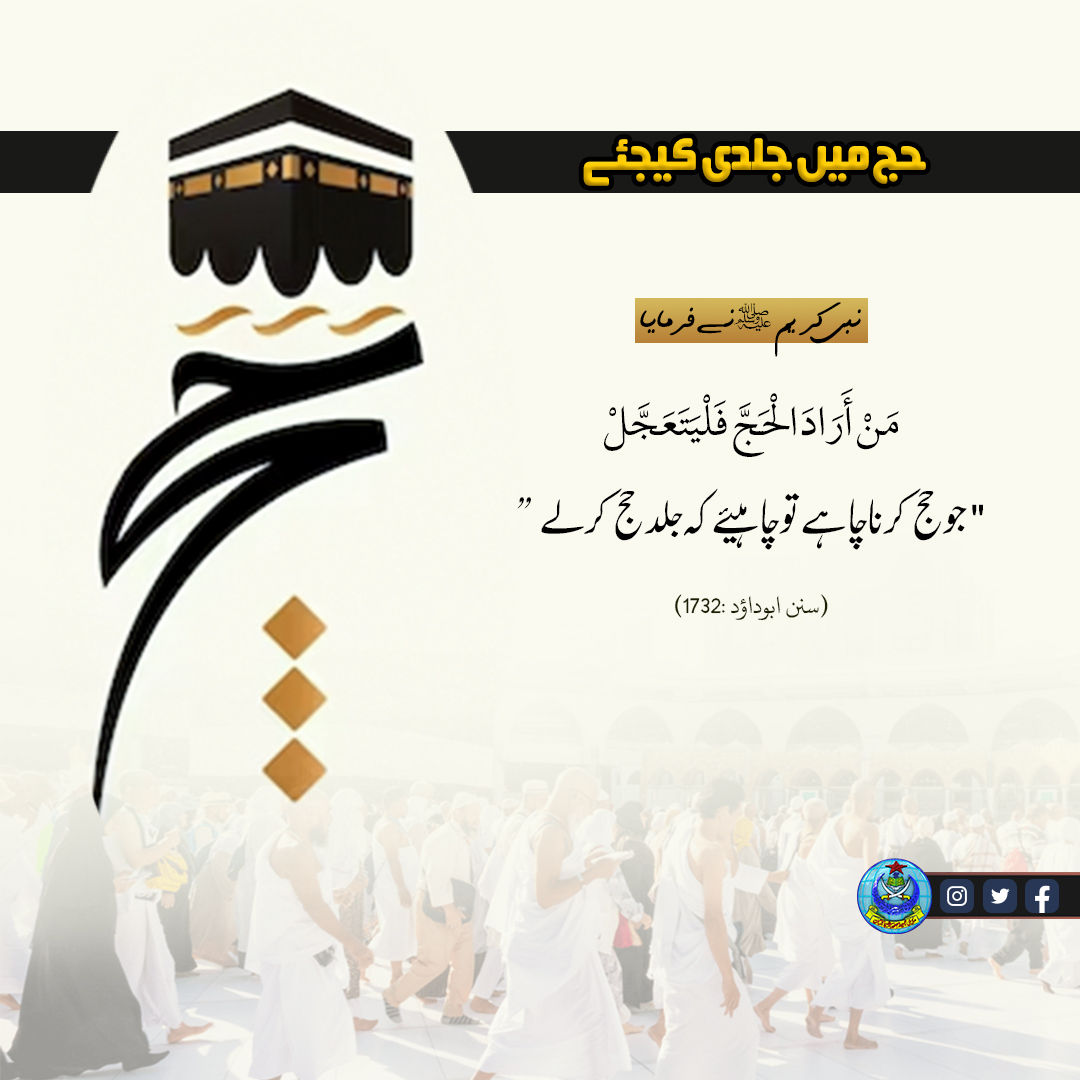 حج میں جلدی کیجئے
نبی کریم ﷺ نے فرمایا
مَنْ أَرَادَ الْحَجَّ فَلْيَتَعَجَّلْ
"جو حج کرنا چاہے تو چاہیئے کہ جلد حج کرلے ”
(سنن ابوداؤد :1732)
حج